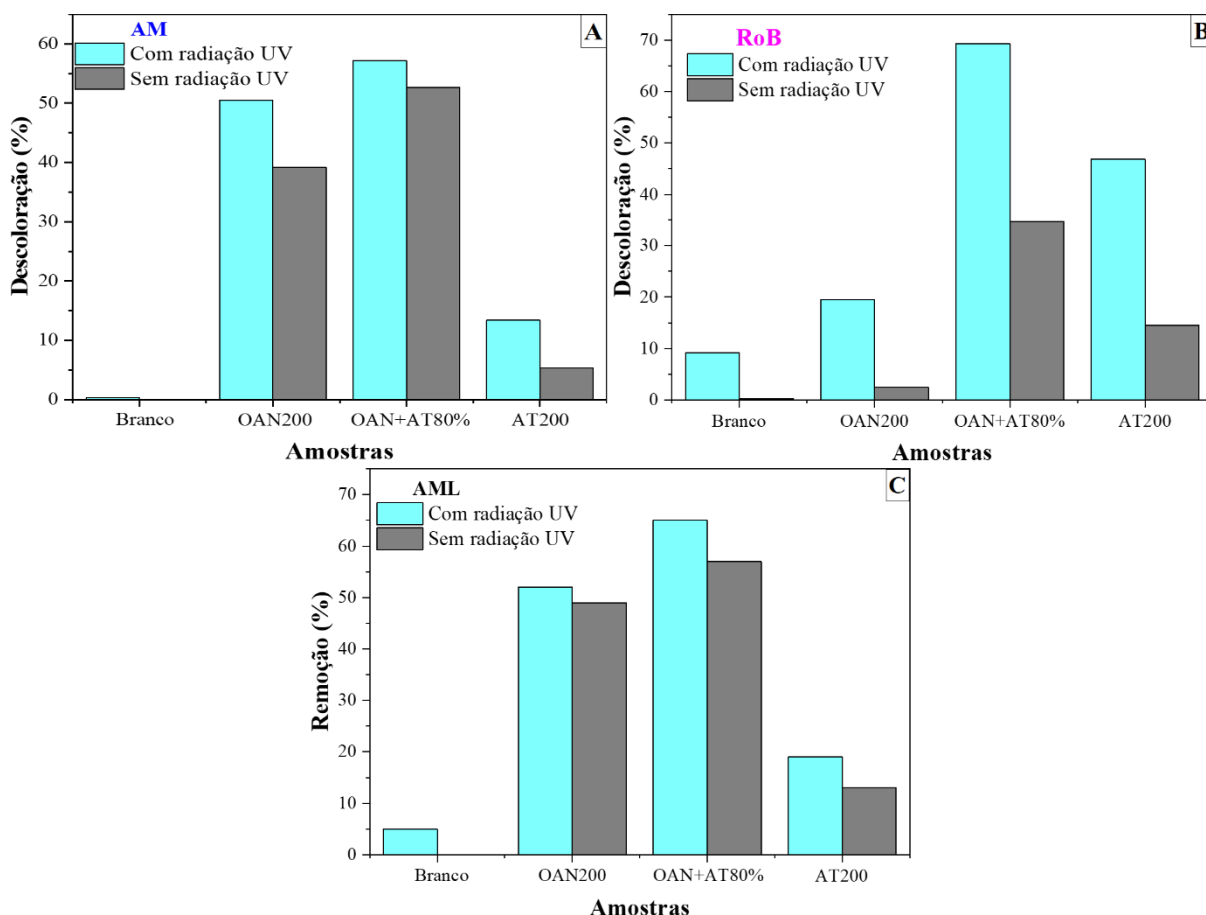 AM
A
Com radiação UV
Sem radiação UV
Descoloração (%)
60
50
40
30
20
10
0
Branco OAN200 OAN+AT80% AT200
Amostras
RoB
B
Com radiação UV
Sem radiação UV
Descoloração (%)
70
60
50
40
30
20
10
0
Branco OAN200 OAN+AT80% AT200
Amostras
AML
C
Com radiação UV
Sem radiação UV
Remoção (%)
70
60
50
40
30
20
10
0
Branco OAN200 OAN+AT80% AT200
Amostras